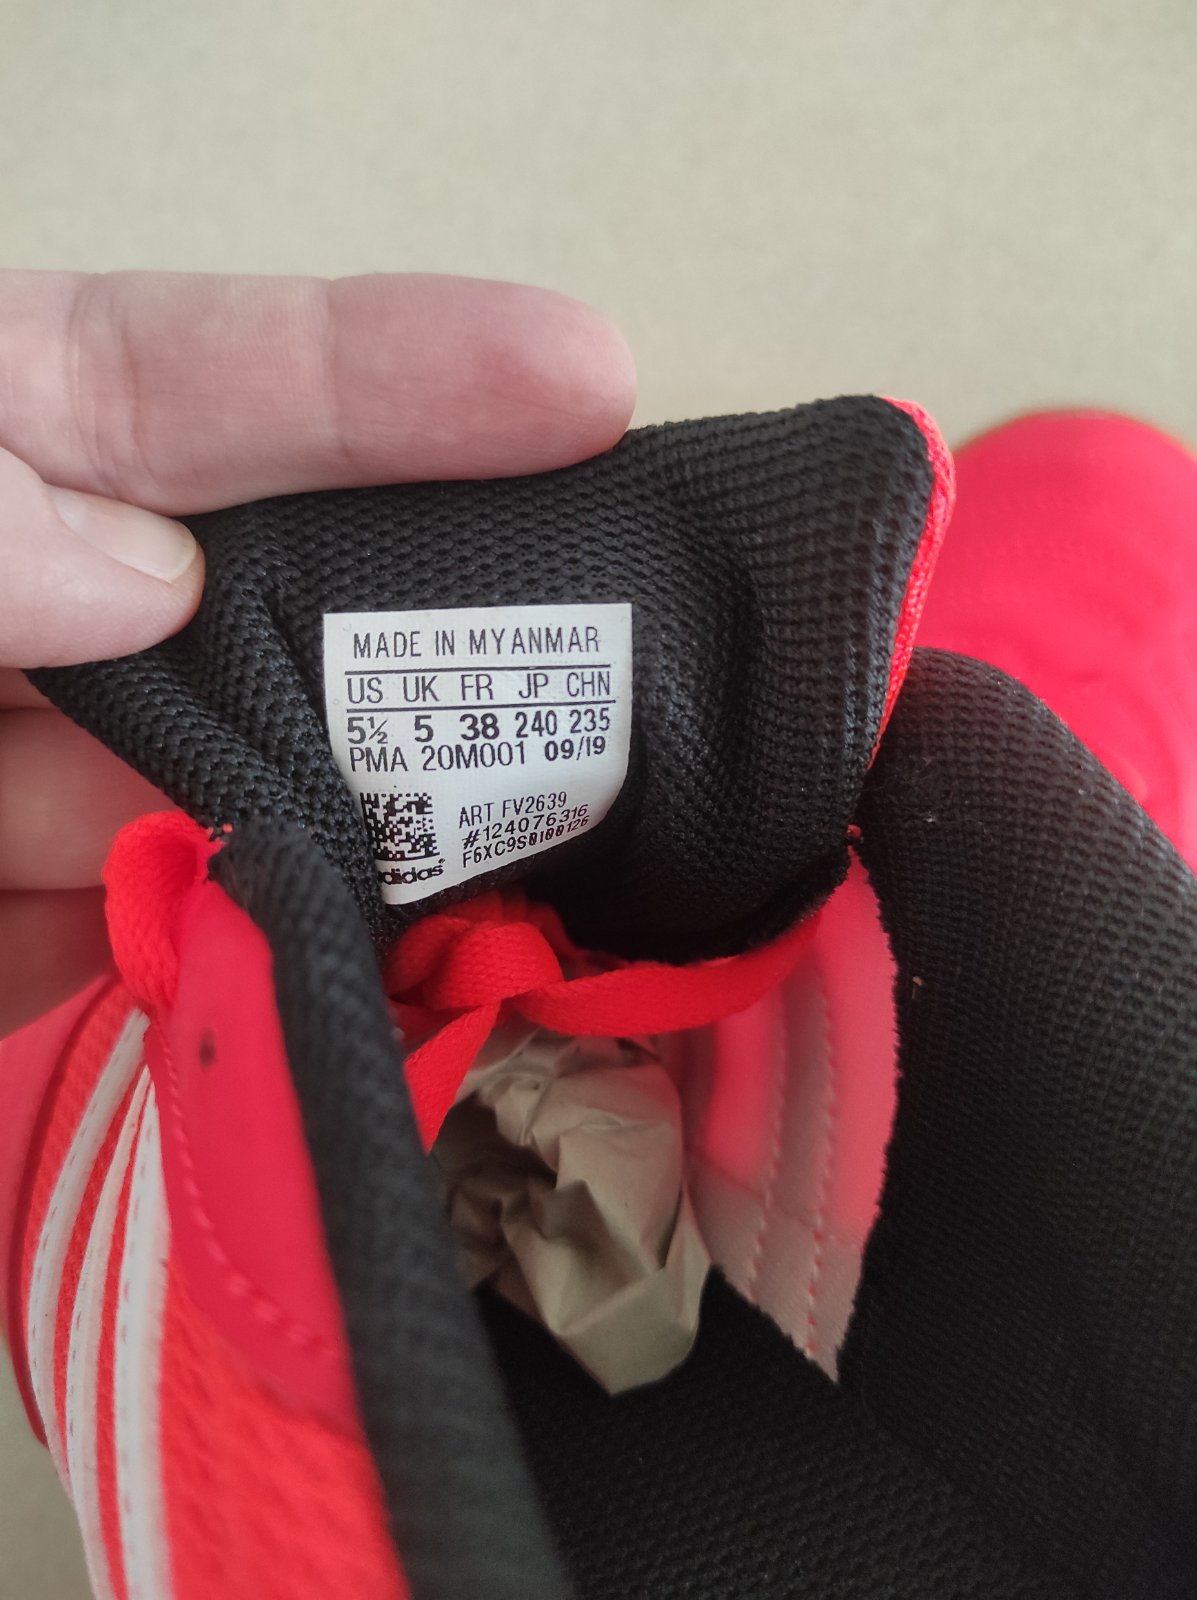 MADE IN MYANMAR
US UK FR JP CHN
5½ 5 38 240 235
PMA 20M001 09/19
ART FV2639
#124076316
F6XC9S0I00126
adidas